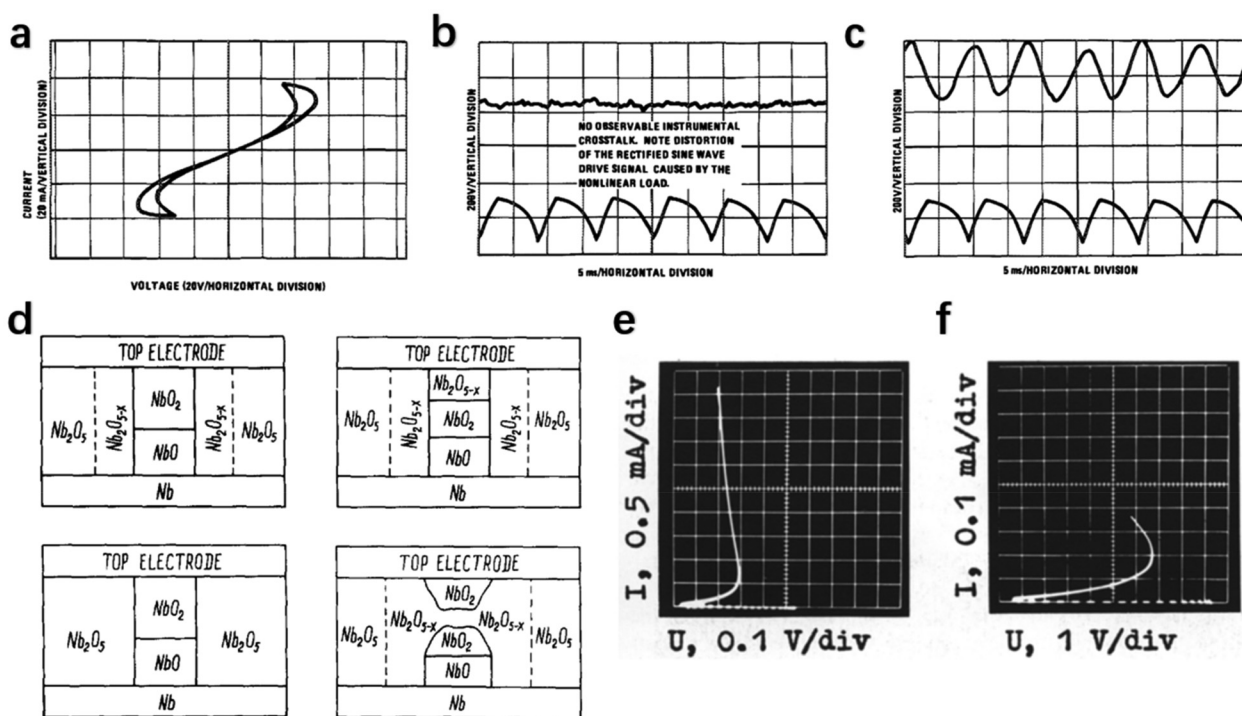 a
CURRENT
(20 mA/VERTICAL DIVISION)
VOLTAGE (20V/HORIZONTAL DIVISION)
b
200V/VERTICAL DIVISION
NO OBSERVABLE INSTRUMENTAL
CROSSTALK. NOTE DISTORTION
OF THE RECTIFIED SINE WAVE
DRIVE SIGNAL CAUSED BY THE
NONLINEAR LOAD.
5 ms/HORIZONTAL DIVISION
c
200V/VERTICAL DIVISION
5 ms/HORIZONTAL DIVISION
d
TOP ELECTRODE
Nb₂O₅
Nb₂O₅₋ₓ
NbO₂
NbO
Nb₂O₅₋ₓ
Nb₂O₅
Nb
TOP ELECTRODE
Nb₂O₅
Nb₂O₅₋ₓ
Nb₂O₅₋ₓ
NbO₂
NbO
Nb₂O₅₋ₓ
Nb₂O₅
Nb
TOP ELECTRODE
Nb₂O₅
NbO₂
NbO
Nb₂O₅
Nb
TOP ELECTRODE
Nb₂O₅
Nb₂O₅₋ₓ
NbO₂
NbO₂
NbO
Nb₂O₅₋ₓ
Nb₂O₅
Nb
e
I, 0.5 mA/div
U, 0.1 V/div
f
I, 0.1 mA/div
U, 1 V/div